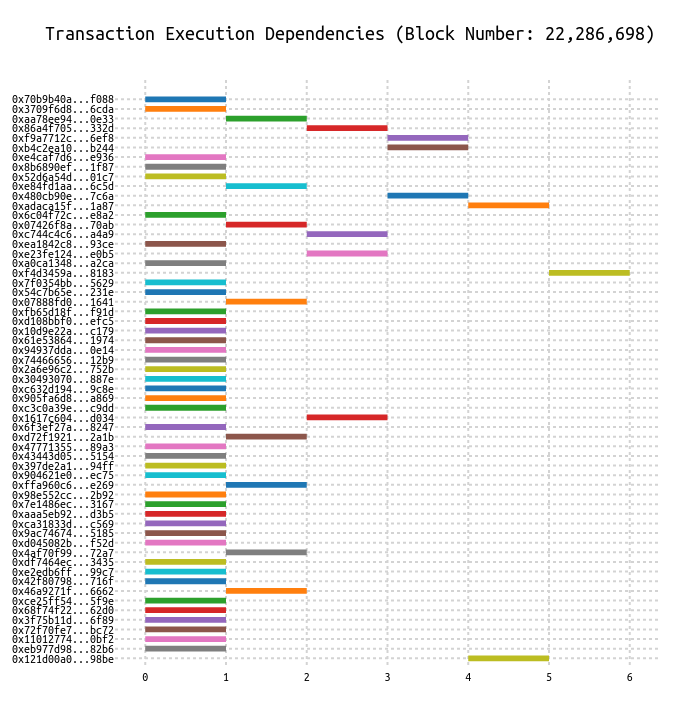 Transaction Execution Dependencies (Block Number: 22,286,698)
0x70b9b40a...f088
0x3709f6d8...6cda
0xaa78ee94...0e33
0x86a4f705...332d
0xf9a7712c...6ef8
0xb4c2ea10...b244
0xe4caf7d6...e936
0x8b6890ef...1f87
0x52d6a54d...01c7
0xe84fd1aa...6c5d
0x480cb90e...7c6a
0xadaca15f...1a87
0x6c04f72c...e8a2
0x07426f8a...70ab
0xc744c4c6...a4a9
0xea1842c8...93ce
0xe23fe124...e0b5
0xa0ca1348...a2ca
0xf4d3459a...8183
0x7f0354bb...5629
0x54c7b65e...231e
0x07888fd0...1641
0xfb65d18f...f91d
0xd108bbf0...efc5
0x10d9e22a...c179
0x61e53864...1974
0x94937dda...0e14
0x74466656...12b9
0x2a6e96c2...752b
0x30493070...887e
0xc632d194...9c8e
0x905fa6d8...a869
0xc3c0a39e...c9dd
0x1617c604...d034
0x6f3ef27a...8247
0xd72f1921...2a1b
0x47771355...89a3
0x43443d05...5154
0x397de2a1...94ff
0x904621e0...ec75
0xffa960c6...e269
0x98e552cc...2b92
0x7e1486ec...3167
0xaaa5eb92...d3b5
0xca31833d...c569
0x9ac74674...5185
0xd045082b...f52d
0x4af70f99...72a7
0xdf7464ec...3435
0xe2edb6ff...99c7
0x42f80798...716f
0x46a9271f...6662
0xce25ff54...5f9e
0x68f74f22...62d0
0x3f75b11d...6f89
0x72f70fe7...bc72
0x11012774...0bf2
0xeb977d98...82b6
0x121d00a0...98be
0 1 2 3 4 5 6